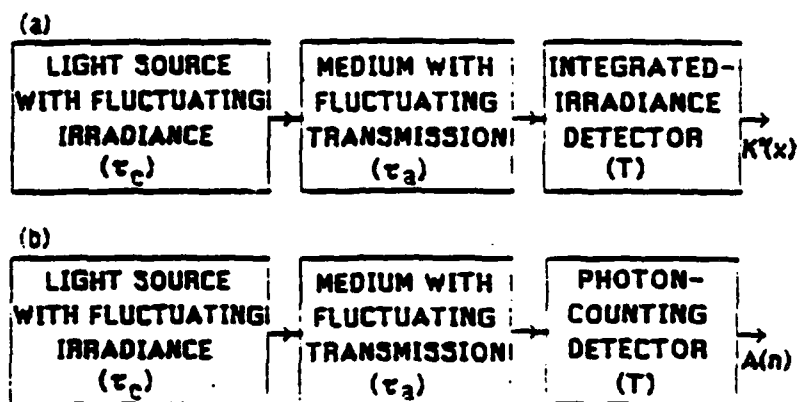 (a)
LIGHT SOURCE
WITH FLUCTUATING
IRRADIANCE
(τc)
MEDIUM WITH
FLUCTUATING
TRANSMISSION
(τa)
INTEGRATED-
IRRADIANCE
DETECTOR
(T)
(b)
LIGHT SOURCE
WITH FLUCTUATING
IRRADIANCE
(τc)
MEDIUM WITH
FLUCTUATING
TRANSMISSION
(τa)
PHOTON-
COUNTING
DETECTOR
(T)
A(n)